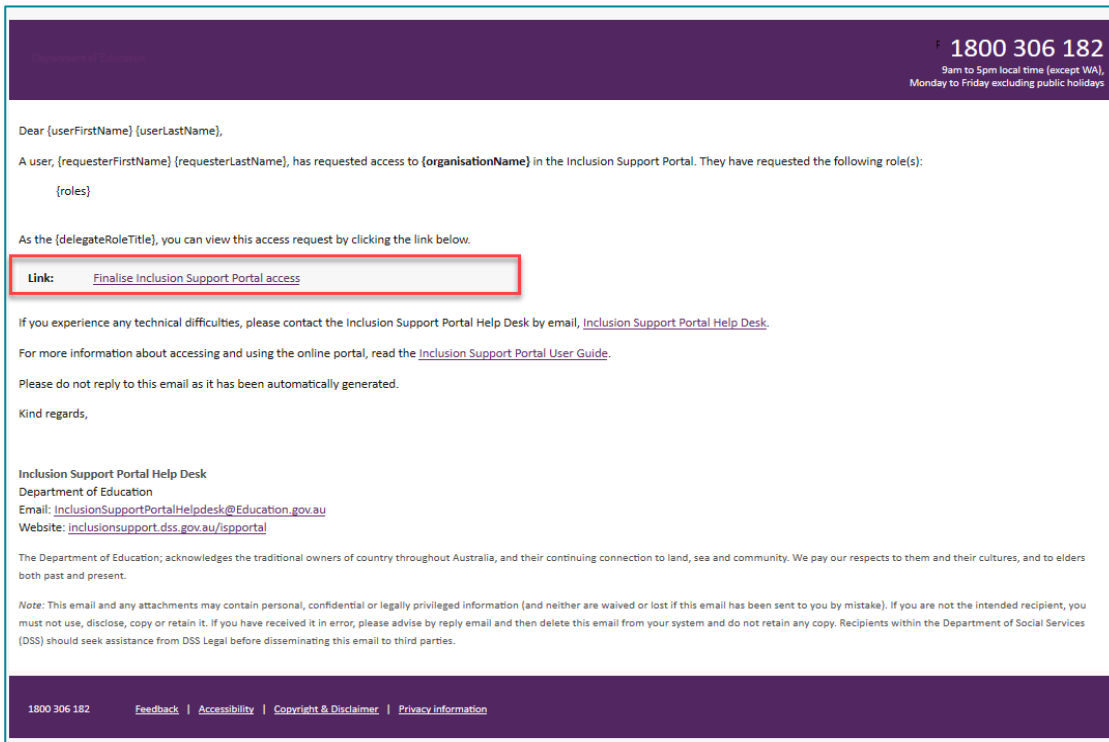 Department of Education
1800 306 182
9am to 5pm local time (except WA),
Monday to Friday excluding public holidays
Dear {userFirstName} {userLastName},
A user, {requesterFirstName} {requesterLastName}, has requested access to {organisationName} in the Inclusion Support Portal. They have requested the following role(s):
{roles}
As the {delegateRoleTitle}, you can view this access request by clicking the link below.
Link: Finalise Inclusion Support Portal access
If you experience any technical difficulties, please contact the Inclusion Support Portal Help Desk by email, Inclusion Support Portal Help Desk.
For more information about accessing and using the online portal, read the Inclusion Support Portal User Guide.
Please do not reply to this email as it has been automatically generated.
Kind regards,
Inclusion Support Portal Help Desk
Department of Education
Email: InclusionSupportPortalHelpdesk@Education.gov.au
Website: inclusionsupport.dss.gov.au/ispportal
The Department of Education; acknowledges the traditional owners of country throughout Australia, and their continuing connection to land, sea and community. We pay our respects to them and their cultures, and to elders
both past and present.
Note: This email and any attachments may contain personal, confidential or legally privileged information (and neither are waived or lost if this email has been sent to you by mistake). If you are not the intended recipient, you
must not use, disclose, copy or retain it. If you have received it in error, please advise by reply email and then delete this email from your system and do not retain any copy. Recipients within the Department of Social Services
(DSS) should seek assistance from DSS Legal before disseminating this email to third parties.
1800 306 182 Feedback | Accessibility | Copyright & Disclaimer | Privacy information